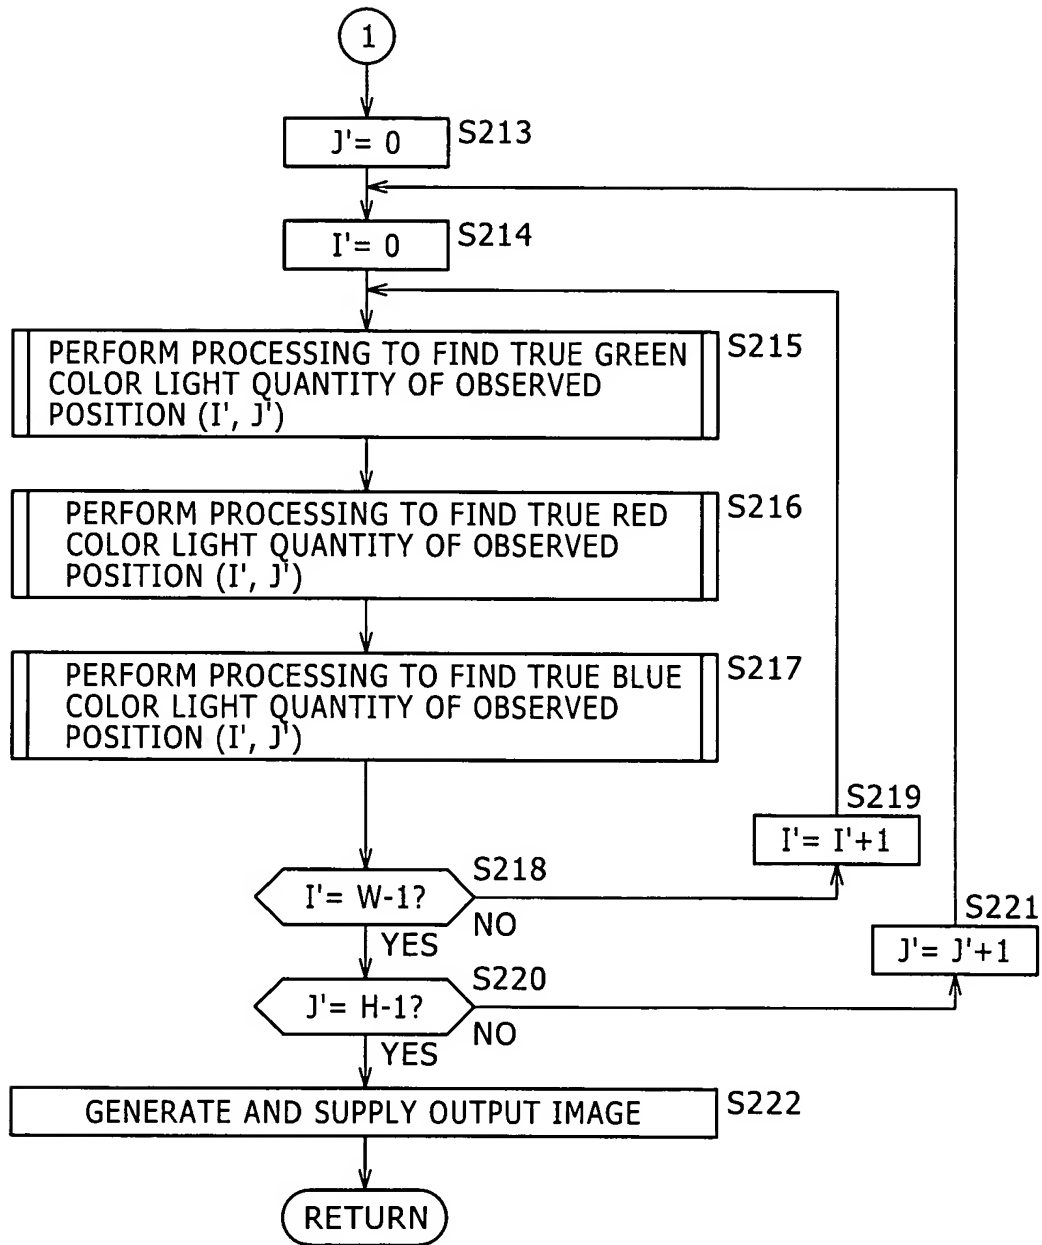 1
J'= 0
S213
I'= 0
S214
PERFORM PROCESSING TO FIND TRUE GREEN
COLOR LIGHT QUANTITY OF OBSERVED
POSITION (I', J')
S215
PERFORM PROCESSING TO FIND TRUE RED
COLOR LIGHT QUANTITY OF OBSERVED
POSITION (I', J')
S216
PERFORM PROCESSING TO FIND TRUE BLUE
COLOR LIGHT QUANTITY OF OBSERVED
POSITION (I', J')
S217
S219
I'= I'+1
S218
I'= W-1?
NO
YES
S221
J'= J'+1
S220
J'= H-1?
NO
YES
GENERATE AND SUPPLY OUTPUT IMAGE
S222
RETURN